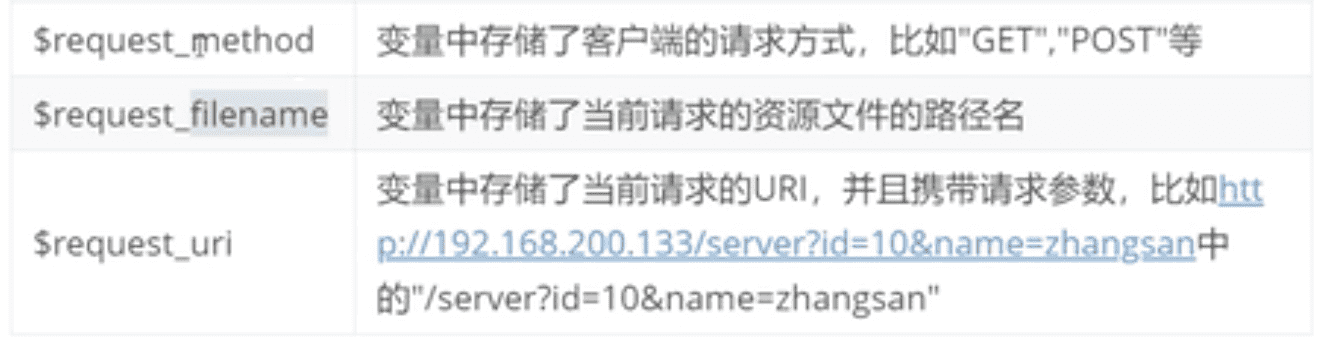 $request_method 变量中存储了客户端的请求方式，比如"GET","POST"等
$request_filename 变量中存储了当前请求的资源文件的路径名
变量中存储了当前请求的URI，并且携带请求参数，比如htt
$request_uri p://192.168.200.133/server?id=10&name=zhangsan中
的"/server?id=10&name=zhangsan"